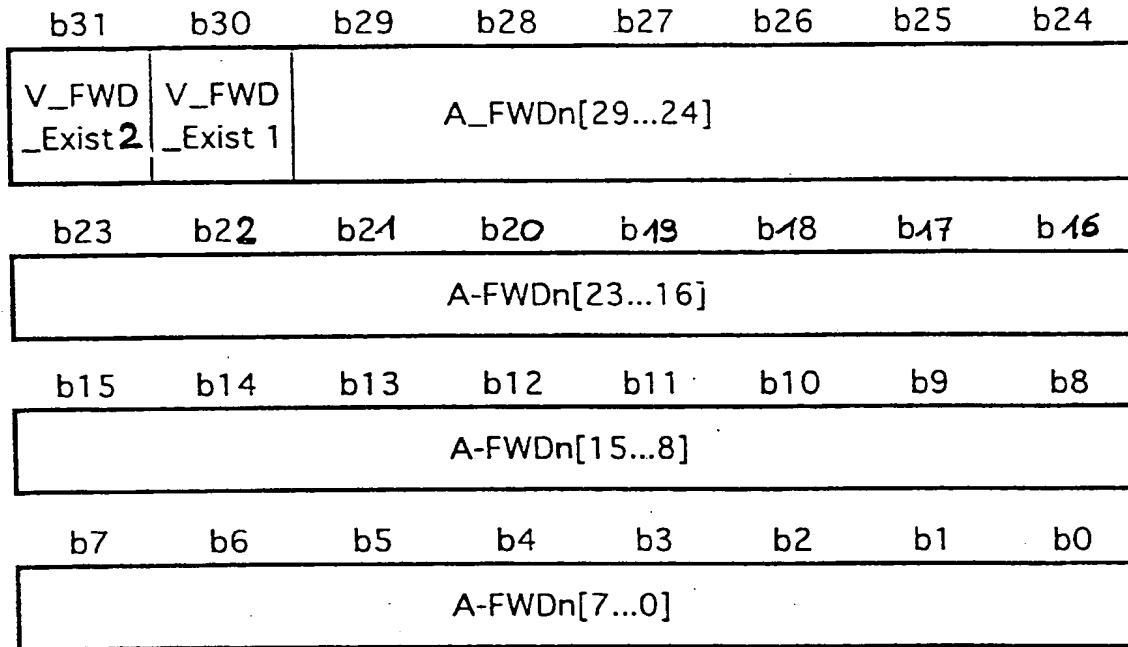 b31 b30 b29 b28 b27 b26 b25 b24
V_FWD V_FWD
A_FWDn[29...24]
_Exist 2 _Exist 1
b23 b22 b21 b20 b19 b18 b17 b16
A-FWDn[23...16]
b15 b14 b13 b12 b11 b10 b9 b8
A-FWDn[15...8]
b7 b6 b5 b4 b3 b2 b1 b0
A-FWDn[7...0]